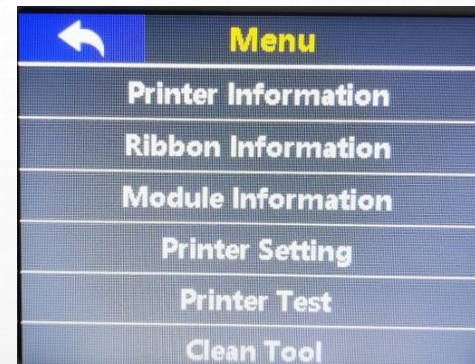 Menu
Printer Information
Ribbon Information
Module Information
Printer Setting
Printer Test
Clean Tool